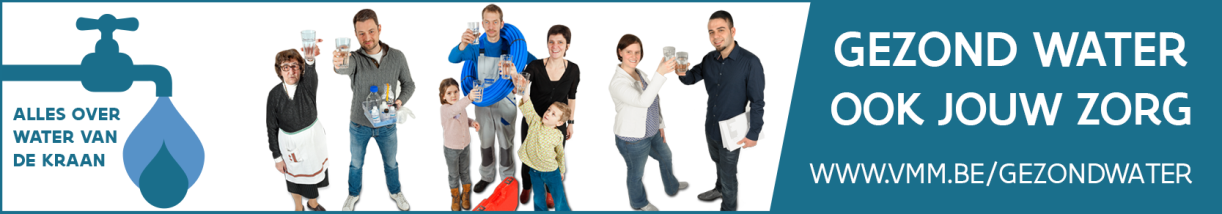 ALLES OVER
WATER VAN
DE KRAAN
GEZOND WATER
OOK JOUW ZORG
WWW.VMM.BE/GEZONDWATER